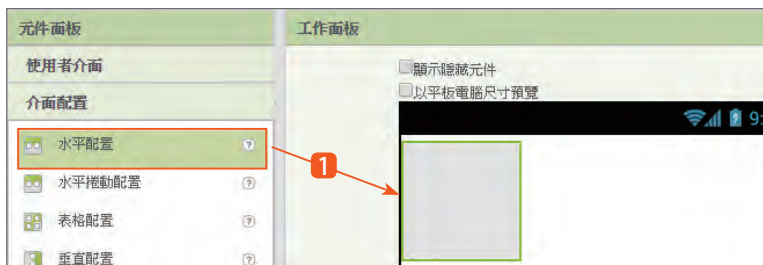 元件面板
工作面板
使用者介面
顯示隱藏元件
介面配置
以平板電腦尺寸預覽
9:
水平配置
?
1
水平捲動配置
?
表格配置
?
垂直配置
?